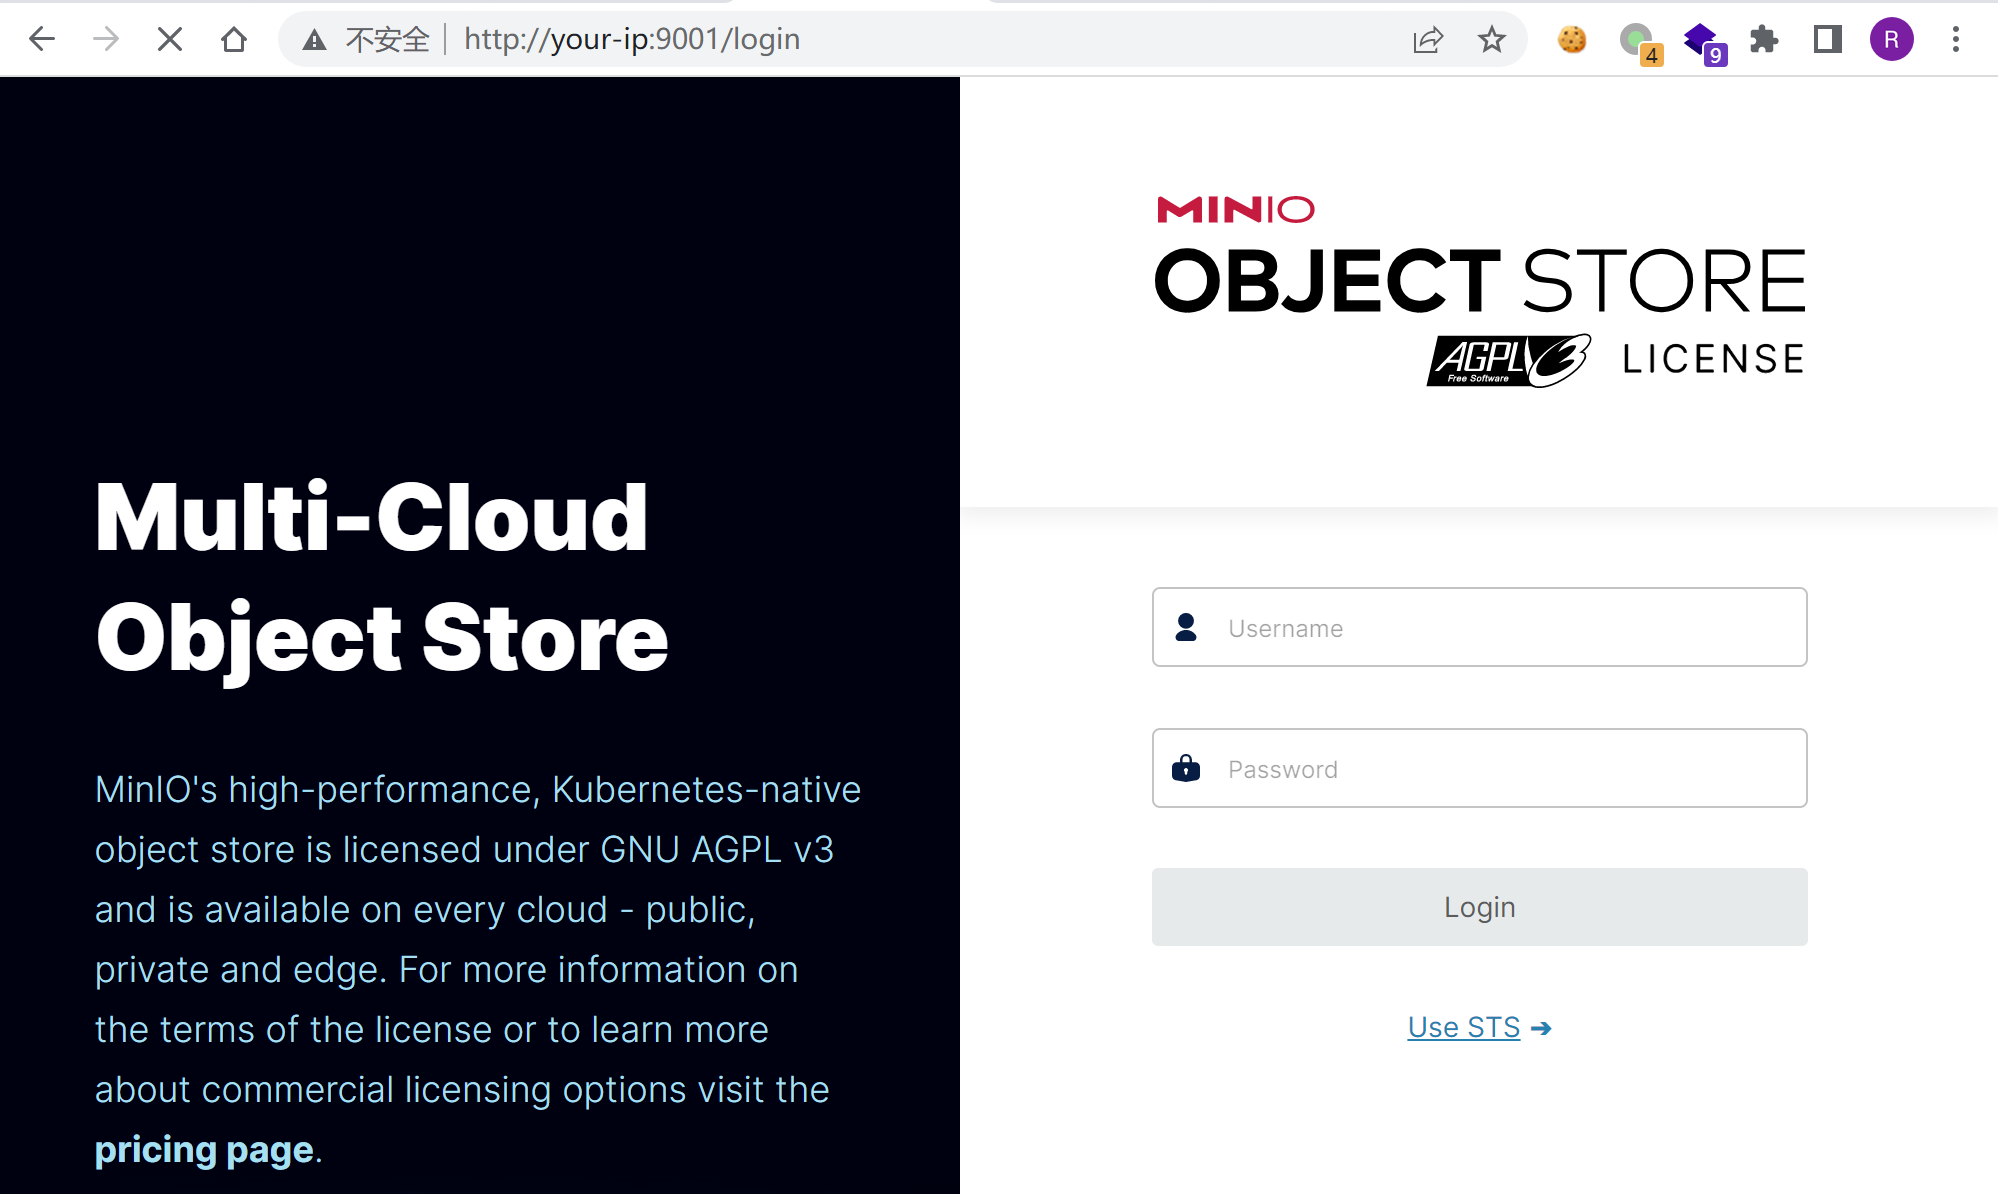 不安全 http://your-ip:9001/login
4
9
R
Multi-Cloud
Object Store
MinIO's high-performance, Kubernetes-native
object store is licensed under GNU AGPL v3
and is available on every cloud - public,
private and edge. For more information on
the terms of the license or to learn more
about commercial licensing options visit the
pricing page.
MINIO
OBJECT STORE
AGPL v3 LICENSE
Free Software
Username
Password
Login
Use STS ➔